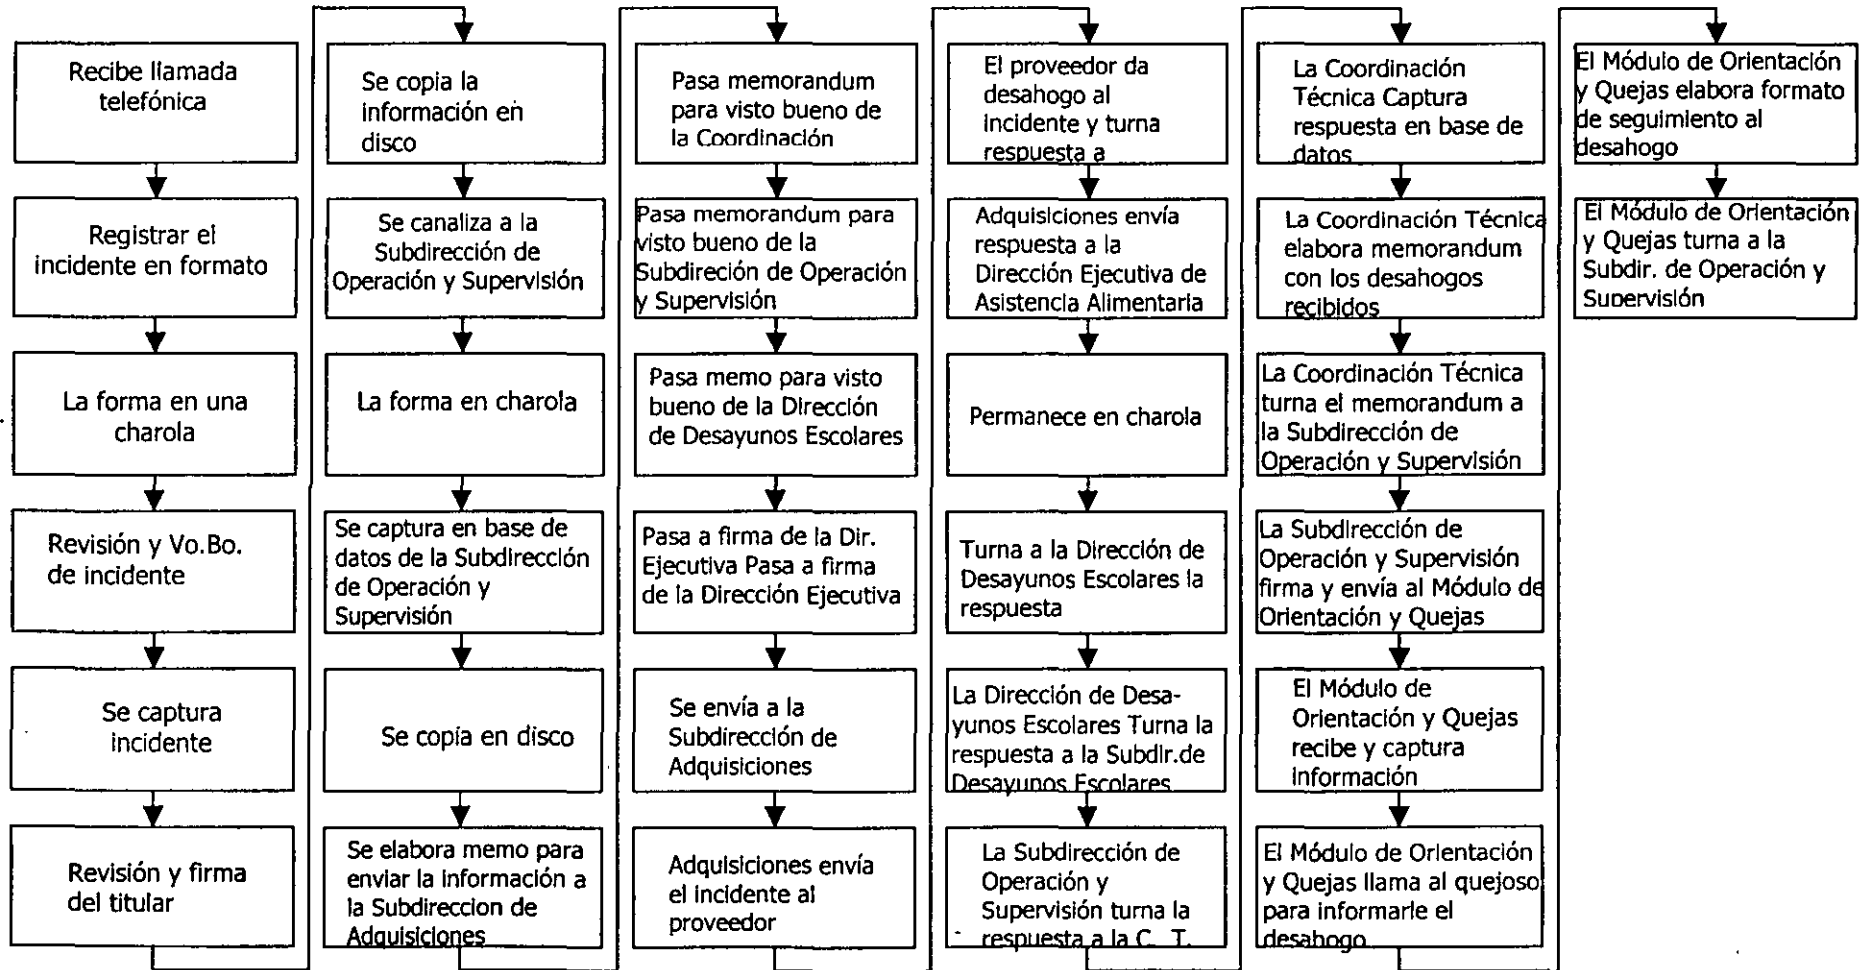 Recibe llamada
telefónica
Registrar el
incidente en formato
La forma en una
charola
Revisión y Vo.Bo.
de incidente
Se captura
incidente
Revisión y firma
del titular
Se copia la
información en
disco
Se canaliza a la
Subdirección de
Operación y Supervisión
La forma en charola
Se captura en base de
datos de la Subdirección
de Operación y
Supervisión
Se copia en disco
Se elabora memo para
enviar la información a
la Subdireccion de
Adquisiciones
Pasa memorandum
para visto bueno de
la Coordinación
Pasa memorandum para
visto bueno de la
Subdireción de Operación
y Supervisión
Pasa memo para visto
bueno de la Dirección
de Desayunos Escolares
Pasa a firma de la Dir.
Ejecutiva Pasa a firma
de la Dirección Ejecutiva
Se envía a la
Subdirección de
Adquisiciones
Adquisiciones envía
el incidente al
proveedor
El proveedor da
desahogo al
incidente y turna
respuesta a
Adquisiciones envía
respuesta a la
Dirección Ejecutiva de
Asistencia Alimentaria
Permanece en charola
Turna a la Dirección de
Desayunos Escolares la
respuesta
La Dirección de Desa-
yunos Escolares Turna la
respuesta a la Subdir.de
Desayunos Escolares
La Subdirección de
Operación y
Supervisión turna la
respuesta a la C. T.
La Coordinación
Técnica Captura
respuesta en base de
datos
La Coordinación Técnica
elabora memorandum
con los desahogos
recibidos
La Coordinación Técnica
turna el memorandum a
la Subdirección de
Operación y Supervisión
La Subdirección de
Operación y Supervisión
firma y envía al Módulo de
Orientación y Quejas
El Módulo de
Orientación y Quejas
recibe y captura
información
El Módulo de Orientación
y Quejas llama al quejoso
para informarle el
desahogo
El Módulo de Orientación
y Quejas elabora formato
de seguimiento al
desahogo
El Módulo de Orientación
y Quejas turna a la
Subdir. de Operación y
Supervisión